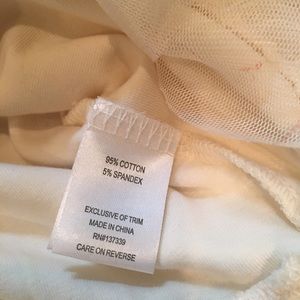 95% COTTON
5% SPANDEX
EXCLUSIVE OF TRIM
MADE IN CHINA
RN#137339
CARE ON REVERSE